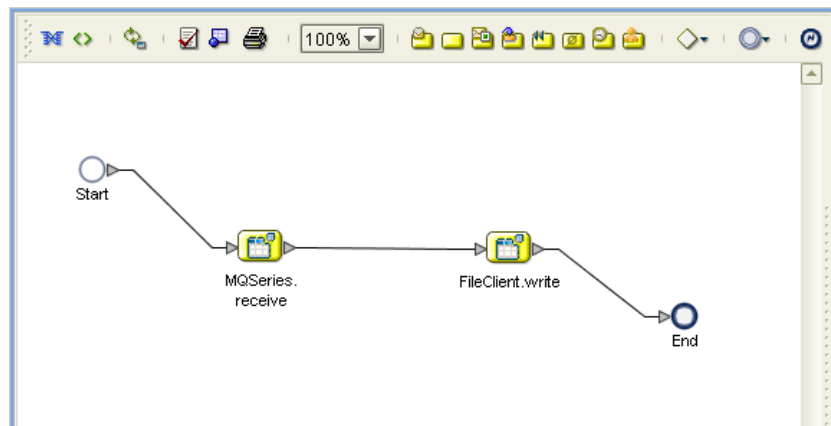 100%
Start
MQSeries.
receive
FileClient.write
End